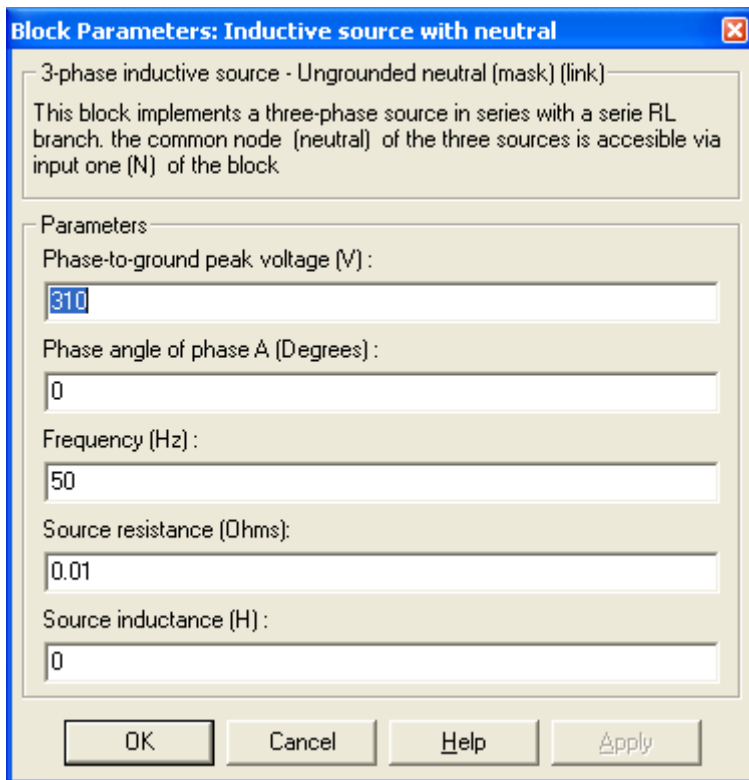 Block Parameters: Inductive source with neutral
3-phase inductive source - Ungrounded neutral (mask) (link)
This block implements a three-phase source in series with a serie RL
branch. the common node  (neutral)  of the three sources is accesible via
input one (N)  of the block
Parameters
Phase-to-ground peak voltage (V) :
310
Phase angle of phase A (Degrees) :
0
Frequency (Hz) :
50
Source resistance (Ohms):
0.01
Source inductance (H) :
0
OK Cancel Help Apply